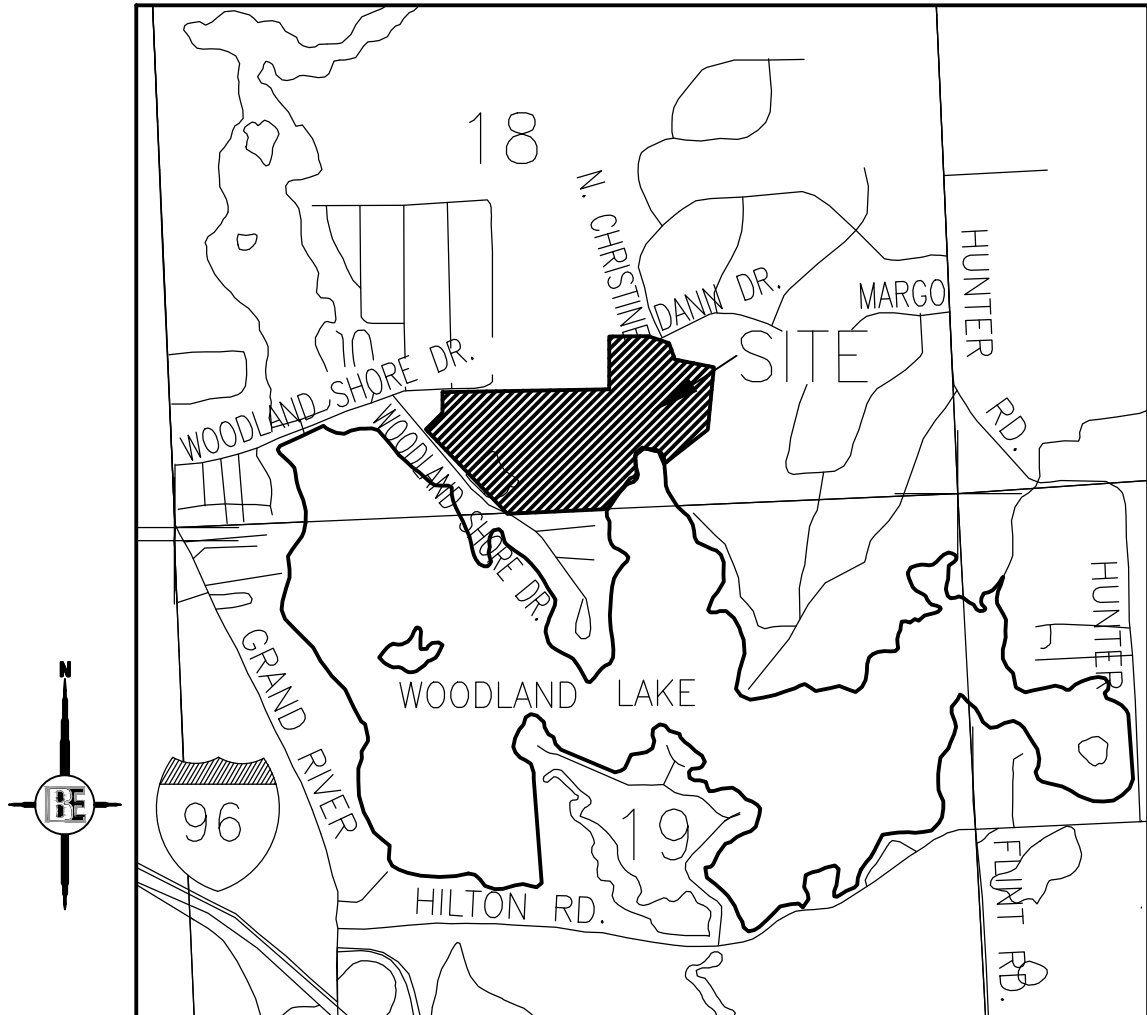 18
N. CHRISTINE
HUNTER
DANN DR.
MARGO
10
WOODLAND SHORE DR.
SITE
WOODLAND SHORE DR.
RD.
HUNTER
GRAND RIVER
N
WOODLAND LAKE
BE
96
19
HILTON RD.
FLINT RD.